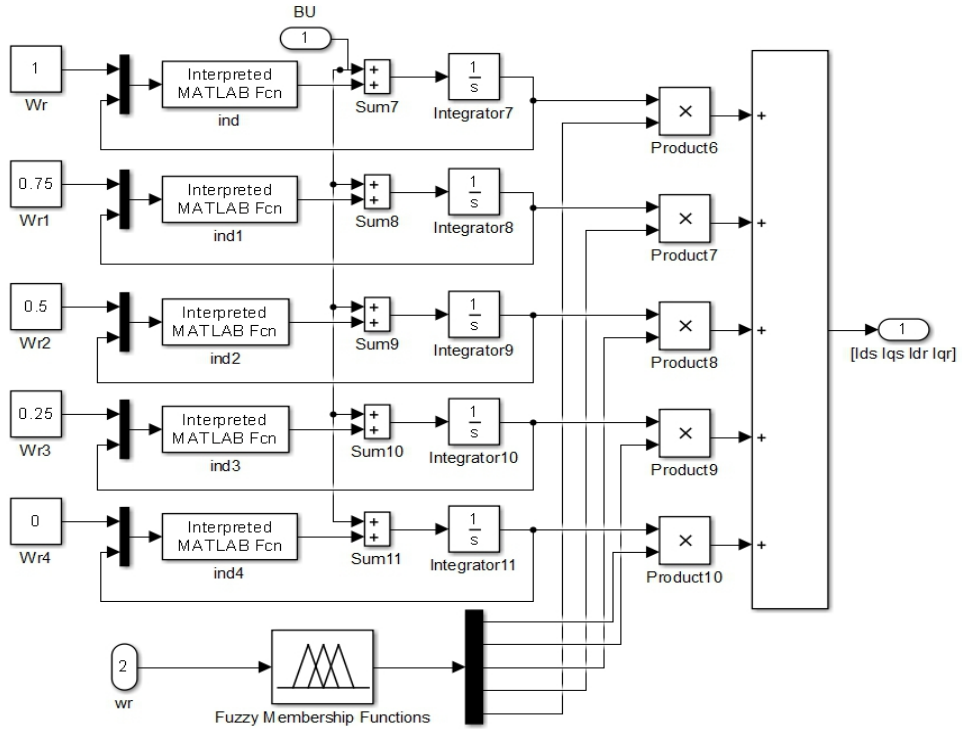 BU
1
1
Wr
Interpreted
MATLAB Fcn
ind
+
+
Sum7
1
s
Integrator7
×
Product6
+
0.75
Wr1
Interpreted
MATLAB Fcn
ind1
+
+
Sum8
1
s
Integrator8
×
Product7
+
0.5
Wr2
Interpreted
MATLAB Fcn
ind2
+
+
Sum9
1
s
Integrator9
×
Product8
+
1
[Ids Iqs Idr Iqr]
0.25
Wr3
Interpreted
MATLAB Fcn
ind3
+
+
Sum10
1
s
Integrator10
×
Product9
+
0
Wr4
Interpreted
MATLAB Fcn
ind4
+
+
Sum11
1
s
Integrator11
×
Product10
+
2
wr
Fuzzy Membership Functions